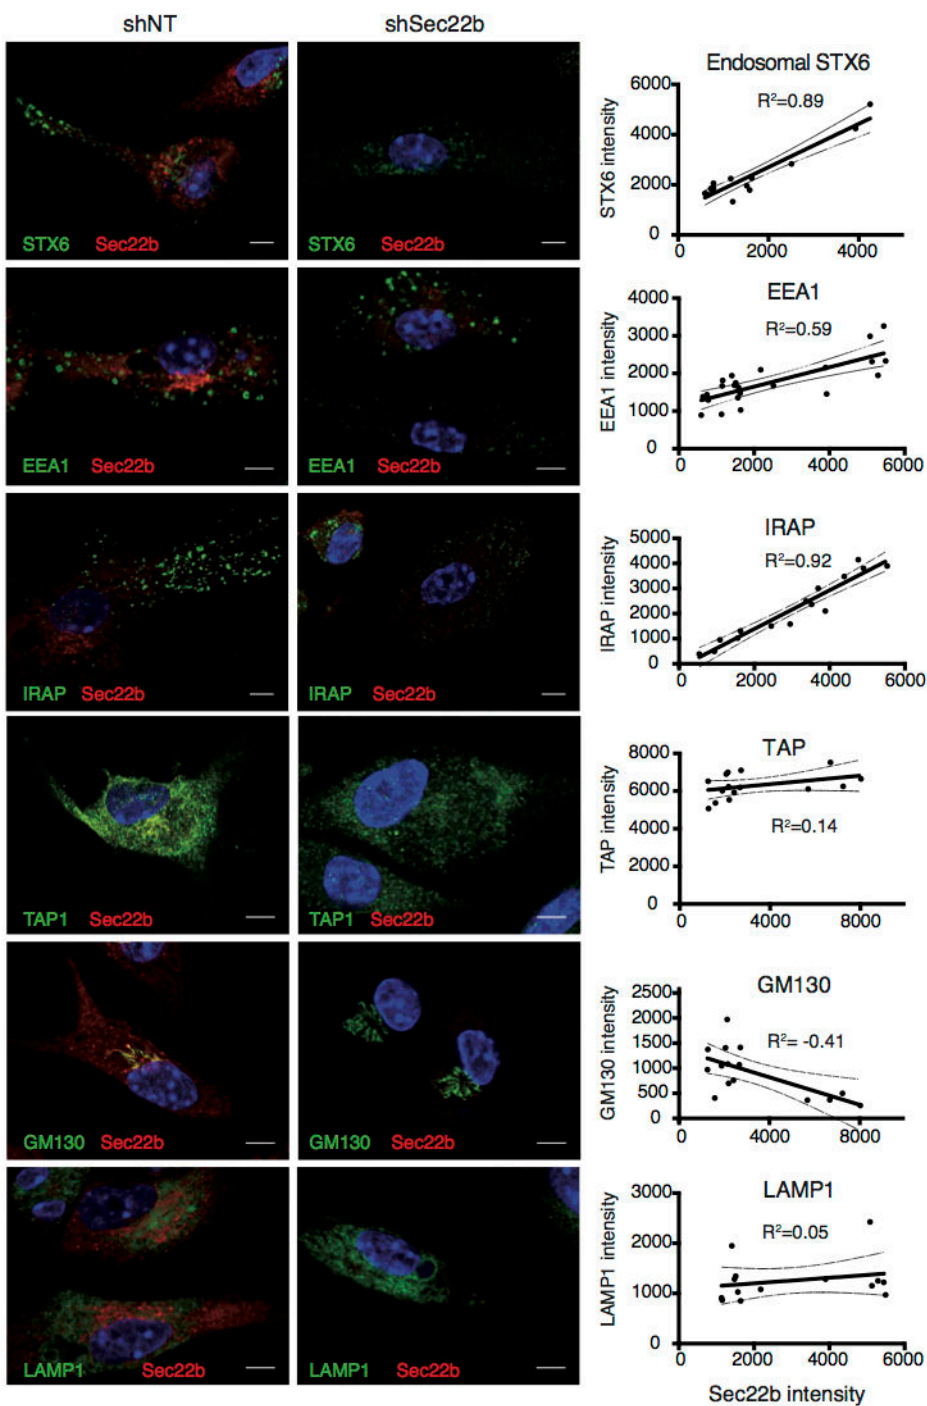 shNT shSec22b
STX6 Sec22b
STX6 Sec22b
Endosomal STX6
R²=0.89
STX6 intensity
6000
4000
2000
0
0 2000 4000
EEA1 Sec22b
EEA1 Sec22b
EEA1
R²=0.59
EEA1 intensity
4000
3000
2000
1000
0
0 2000 4000 6000
IRAP Sec22b
IRAP Sec22b
IRAP
R²=0.92
IRAP intensity
5000
4000
3000
2000
1000
0
0 2000 4000 6000
TAP1 Sec22b
TAP1 Sec22b
TAP
R²=0.14
TAP intensity
8000
6000
4000
2000
0
0 4000 8000
GM130 Sec22b
GM130 Sec22b
GM130
R²= -0.41
GM130 intensity
2500
2000
1500
1000
500
0
0 4000 8000
LAMP1 Sec22b
LAMP1 Sec22b
LAMP1
R²=0.05
LAMP1 intensity
3000
2000
1000
0
0 2000 4000 6000
Sec22b intensity